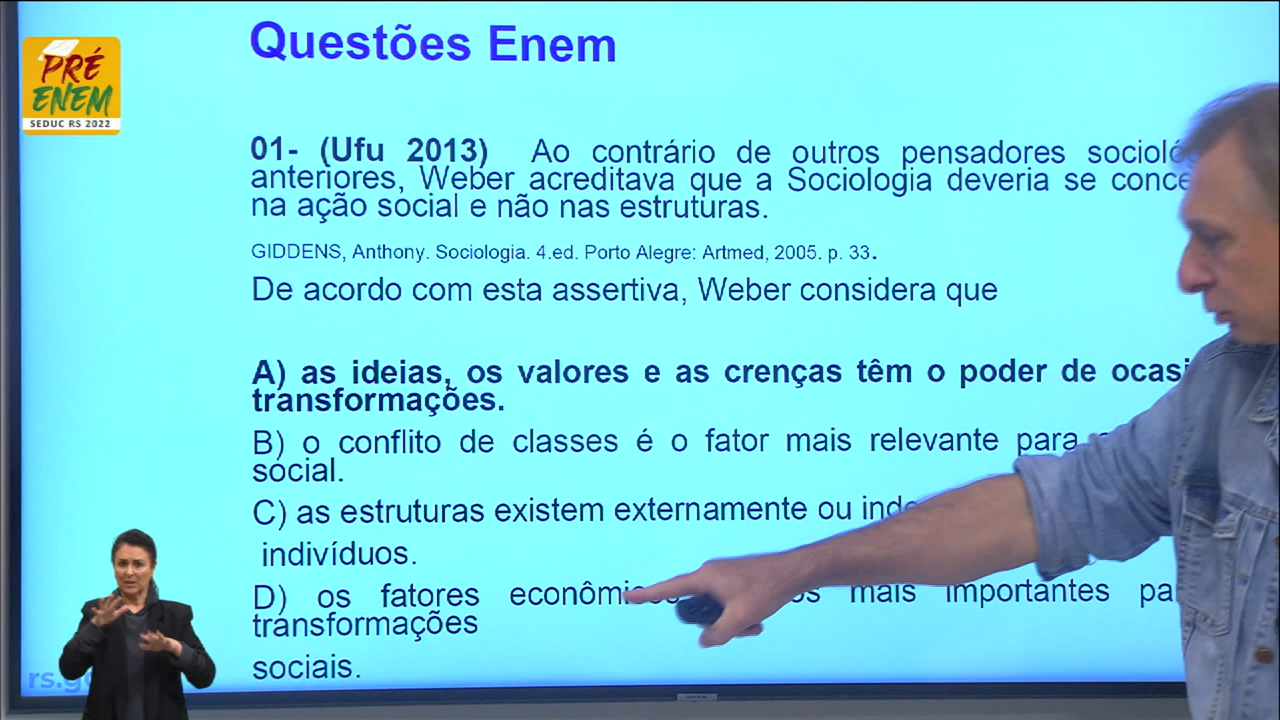 Questões Enem
PRÉ
ENEM
SEDUC RS 2022
01- (Ufu 2013) Ao contrário de outros pensadores
anteriores, Weber acreditava que a Sociologia deveria se
na ação social e não nas estruturas.
GIDDENS, Anthony. Sociologia. 4.ed. Porto Alegre: Artmed, 2005. p. 33.
De acordo com esta assertiva, Weber considera que
A) as ideias, os valores e as crenças têm o poder de
transformações.
B) o conflito de classes é o fator mais relevante para
social.
C) as estruturas existem externamente ou
indivíduos.
D) os fatores mais importantes
transformações
sociais.